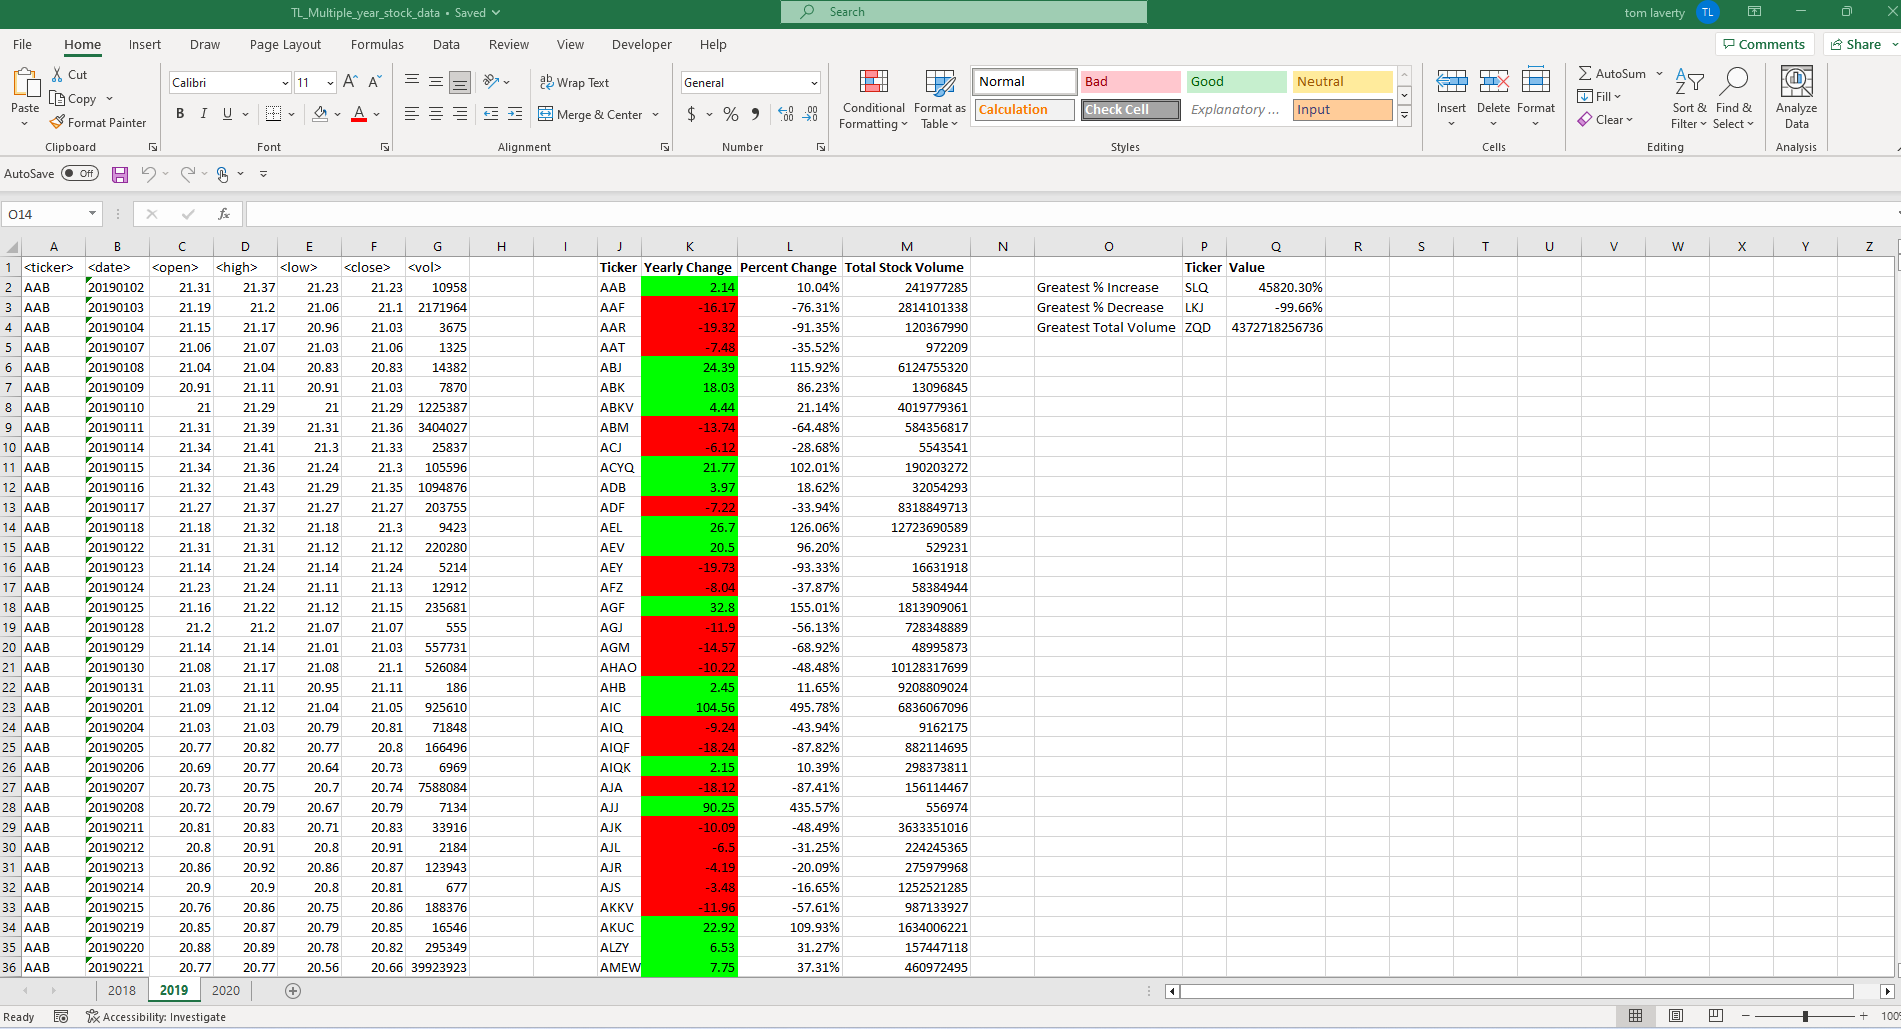 TL_Multiple_year_stock_data • Saved
Search
tom laverty TL
File Home Insert Draw Page Layout Formulas Data Review View Developer Help
Comments Share
Paste
Cut
Copy
Format Painter
Clipboard
Calibri 11
B I U
A A
A
Font
ab Wrap Text
Merge & Center
Alignment
General
$ % 9
Number
Conditional Formatting
Format as Table
Normal Bad Good Neutral
Calculation Check Cell Explanatory ... Input
Styles
Insert Delete Format
Cells
AutoSum
Fill
Clear
Sort & Filter
Find & Select
Editing
Analyze Data
Analysis
AutoSave Off
O14 fx
A B C D E F G H I J K L M N O P Q R S T U V W X Y Z
1 <ticker> <date> <open> <high> <low> <close> <vol> Ticker Yearly Change Percent Change Total Stock Volume Ticker Value
2 AAB 20190102 21.31 21.37 21.23 21.23 10958 AAB 2.14 10.04% 241977285 Greatest % Increase SLQ 45820.30%
3 AAB 20190103 21.19 21.2 21.06 21.1 2171964 AAF -16.17 -76.31% 2814101338 Greatest % Decrease LKJ -99.66%
4 AAB 20190104 21.15 21.17 20.96 21.03 3675 AAR -19.32 -91.35% 120367990 Greatest Total Volume ZQD 4372718256736
5 AAB 20190107 21.06 21.07 21.03 21.06 1325 AAT -7.48 -35.52% 972209
6 AAB 20190108 21.04 21.04 20.83 20.83 14382 ABJ 24.39 115.92% 6124755320
7 AAB 20190109 20.91 21.11 20.91 21.03 7870 ABK 18.03 86.23% 13096845
8 AAB 20190110 21 21.29 21 21.29 1225387 ABKV 4.44 21.14% 4019779361
9 AAB 20190111 21.31 21.39 21.31 21.36 3404027 ABM -13.74 -64.48% 584356817
10 AAB 20190114 21.34 21.41 21.3 21.33 25837 ACJ -6.12 -28.68% 5543541
11 AAB 20190115 21.34 21.36 21.24 21.3 105596 ACYQ 21.77 102.01% 190203272
12 AAB 20190116 21.32 21.43 21.29 21.35 1094876 ADB 3.97 18.62% 32054293
13 AAB 20190117 21.27 21.37 21.27 21.27 203755 ADF -7.22 -33.94% 8318849713
14 AAB 20190118 21.18 21.32 21.18 21.3 9423 AEL 26.7 126.06% 12723690589
15 AAB 20190122 21.31 21.31 21.12 21.12 220280 AEV 20.5 96.20% 529231
16 AAB 20190123 21.14 21.24 21.14 21.24 5214 AEY -19.73 -93.33% 16631918
17 AAB 20190124 21.23 21.24 21.11 21.13 12912 AFZ -8.04 -37.87% 58384944
18 AAB 20190125 21.16 21.22 21.12 21.15 235681 AGF 32.8 155.01% 1813909061
19 AAB 20190128 21.2 21.2 21.07 21.07 555 AGJ -11.9 -56.13% 728348889
20 AAB 20190129 21.14 21.14 21.01 21.03 557731 AGM -14.57 -68.92% 48995873
21 AAB 20190130 21.08 21.17 21.08 21.1 526084 AHAO -10.22 -48.48% 10128317699
22 AAB 20190131 21.03 21.11 20.95 21.11 186 AHB 2.45 11.65% 9208809024
23 AAB 20190201 21.09 21.12 21.04 21.05 925610 AIC 104.56 495.78% 6836067096
24 AAB 20190204 21.03 21.03 20.79 20.81 71848 AIQ -9.24 -43.94% 9162175
25 AAB 20190205 20.77 20.82 20.77 20.8 166496 AIQF -18.24 -87.82% 882114695
26 AAB 20190206 20.69 20.77 20.64 20.73 6969 AIQK 2.15 10.39% 298373811
27 AAB 20190207 20.73 20.75 20.7 20.74 7588084 AJA -18.12 -87.41% 156114467
28 AAB 20190208 20.72 20.79 20.67 20.79 7134 AJJ 90.25 435.57% 556974
29 AAB 20190211 20.81 20.83 20.71 20.83 33916 AJK -10.09 -48.49% 3633351016
30 AAB 20190212 20.8 20.91 20.8 20.91 2184 AJL -6.5 -31.25% 224245365
31 AAB 20190213 20.86 20.92 20.86 20.87 123943 AJR -4.19 -20.09% 275979968
32 AAB 20190214 20.9 20.9 20.8 20.81 677 AJS -3.48 -16.65% 1252521285
33 AAB 20190215 20.76 20.86 20.75 20.86 188376 AKKV -11.96 -57.61% 987133927
34 AAB 20190219 20.85 20.87 20.79 20.85 16546 AKUC 22.92 109.93% 1634006221
35 AAB 20190220 20.88 20.89 20.78 20.82 295349 ALZY 6.53 31.27% 157447118
36 AAB 20190221 20.77 20.77 20.56 20.66 39923923 AMEW 7.75 37.31% 460972495
2018 2019 2020
Ready Accessibility: Investigate 100